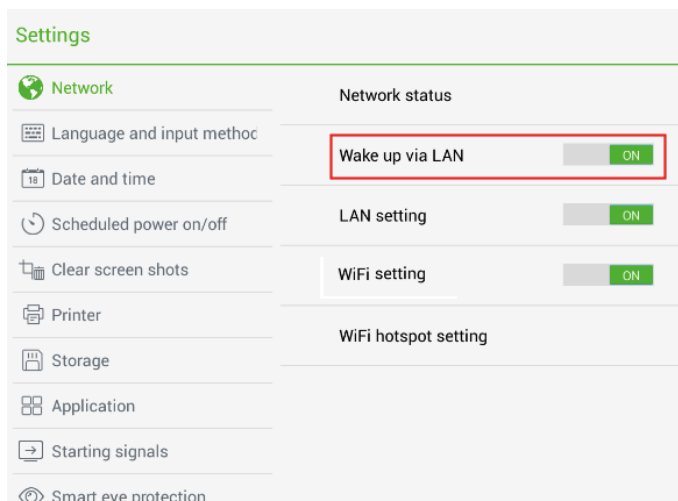 Settings
Network
Language and input method
18
Date and time
Scheduled power on/off
Clear screen shots
Printer
Storage
Application
Starting signals
Smart eye protection
Network status
Wake up via LAN ON
LAN setting ON
WiFi setting ON
WiFi hotspot setting